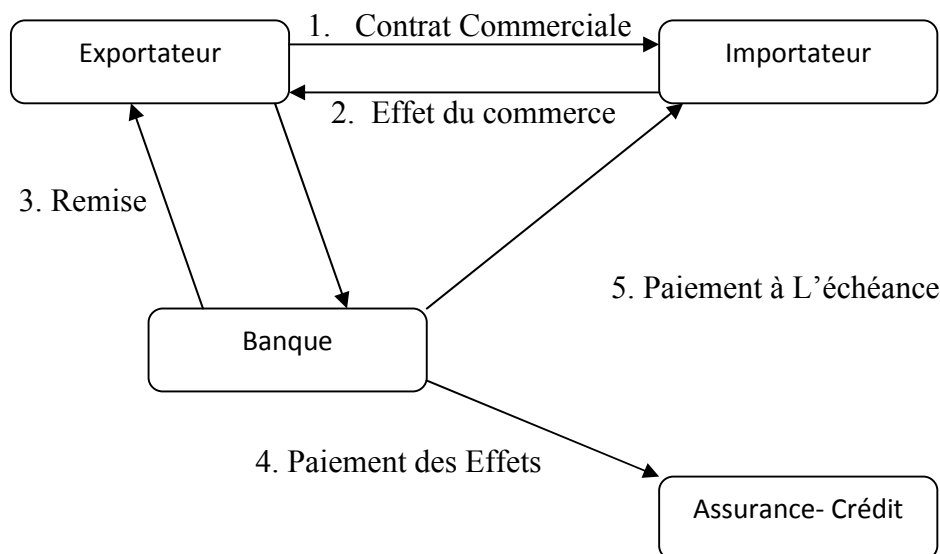 1. Contrat Commerciale
Exportateur
Importateur
2. Effet du commerce
3. Remise
5. Paiement à L’échéance
Banque
4. Paiement des Effets
Assurance- Crédit